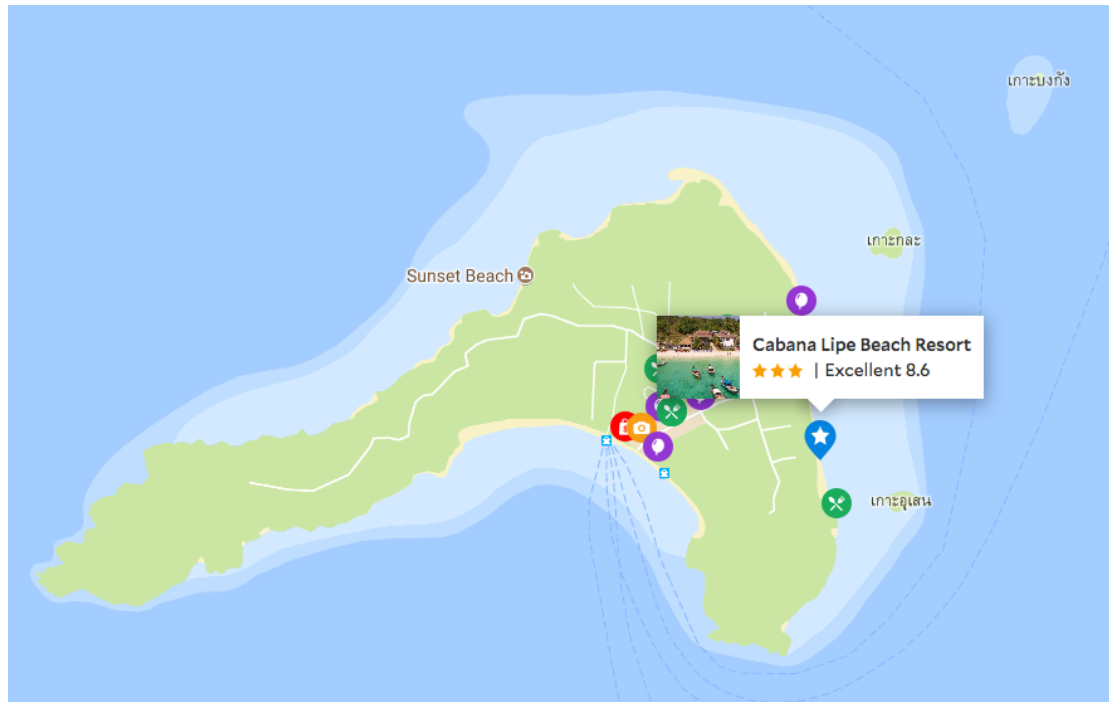 เกาะบงกัง
เกาะกละ
Sunset Beach
Cabana Lipe Beach Resort
| Excellent 8.6
เกาะอูเสน